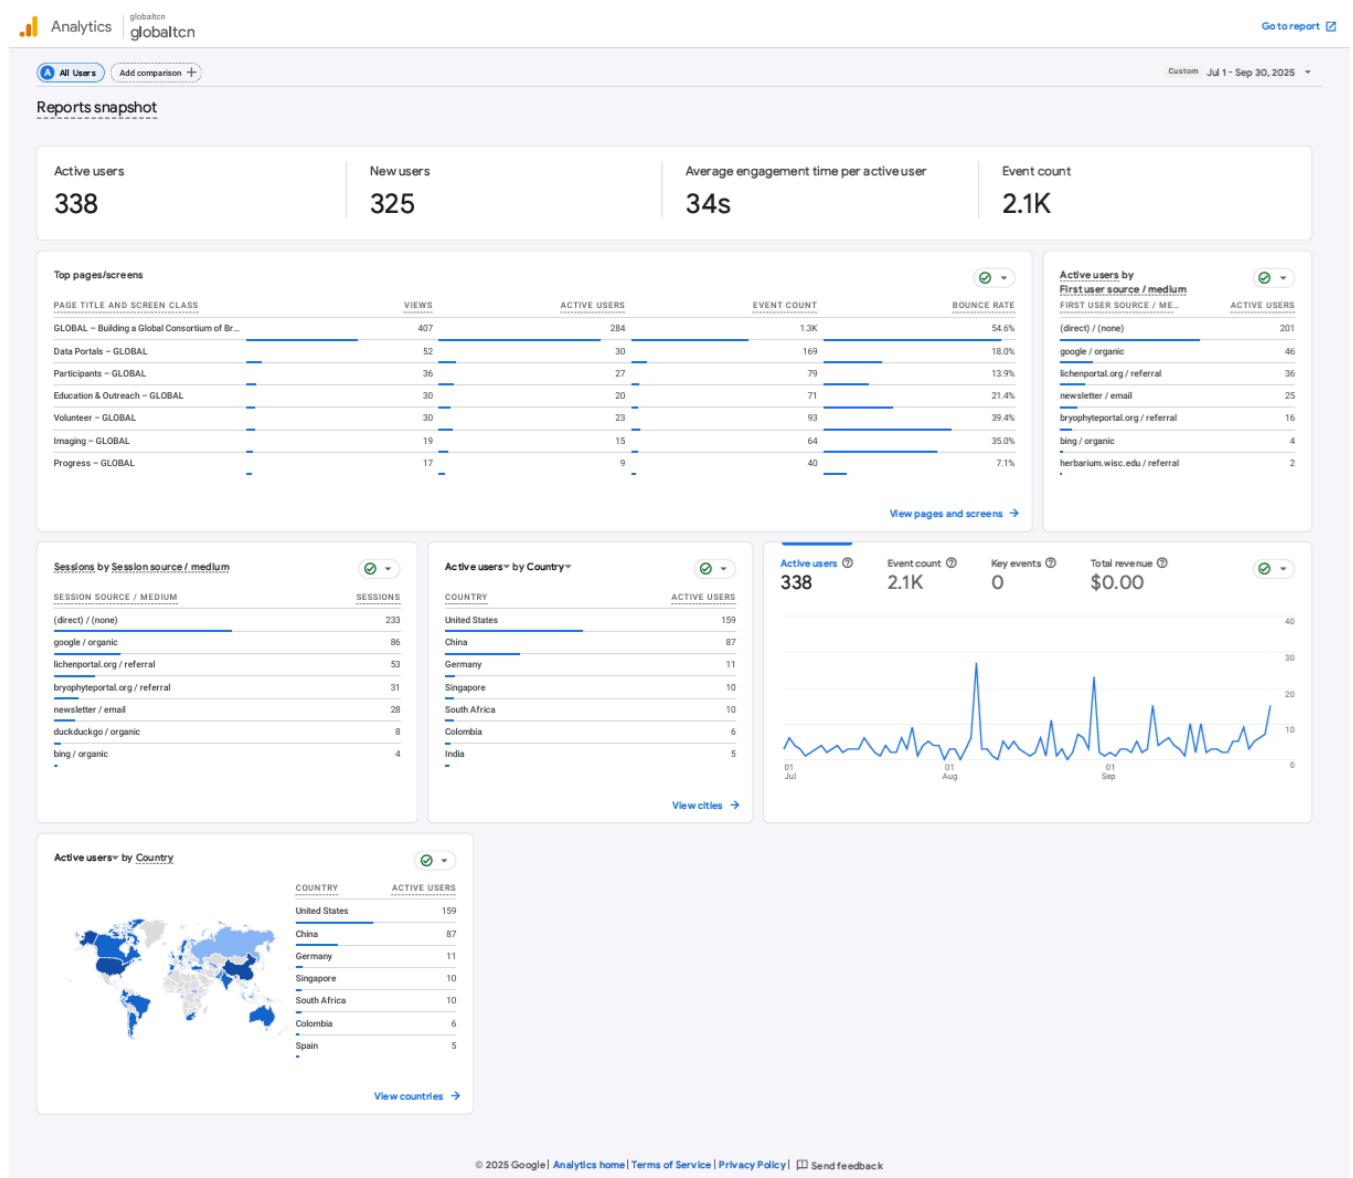 Analytics
globaltcn
globaltcn
Go to report
A All Users
Add comparison
Custom Jul 1 - Sep 30, 2025
Reports snapshot
Active users
338
New users
325
Average engagement time per active user
34s
Event count
2.1K
Top pages/screens
PAGE TITLE AND SCREEN CLASS VIEWS ACTIVE USERS EVENT COUNT BOUNCE RATE
GLOBAL – Building a Global Consortium of Br... 407 284 1.3K 54.6%
Data Portals – GLOBAL 52 30 169 18.0%
Participants – GLOBAL 36 27 79 13.9%
Education & Outreach – GLOBAL 30 20 71 21.4%
Volunteer – GLOBAL 30 23 93 39.4%
Imaging – GLOBAL 19 15 64 35.0%
Progress – GLOBAL 17 9 40 7.1%
View pages and screens
Active users by
First user source / medium
FIRST USER SOURCE / ME... ACTIVE USERS
(direct) / (none) 201
google / organic 46
lichenportal.org / referral 36
newsletter / email 25
bryophyteportal.org / referral 16
bing / organic 4
herbarium.wisc.edu / referral 2
Sessions by Session source / medium
SESSION SOURCE / MEDIUM SESSIONS
(direct) / (none) 233
google / organic 86
lichenportal.org / referral 53
bryophyteportal.org / referral 31
newsletter / email 28
duckduckgo / organic 8
bing / organic 4
Active users by Country
COUNTRY ACTIVE USERS
United States 159
China 87
Germany 11
Singapore 10
South Africa 10
Colombia 6
India 5
View cities
Active users
338
Event count
2.1K
Key events
0
Total revenue
$0.00
40
30
20
10
0
01 01 01
Jul Aug Sep
Active users by Country
COUNTRY ACTIVE USERS
United States 159
China 87
Germany 11
Singapore 10
South Africa 10
Colombia 6
Spain 5
View countries
© 2025 Google | Analytics home | Terms of Service | Privacy Policy | Send feedback